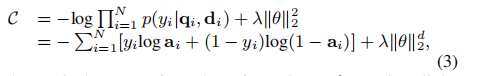 C = −log ∏_{i=1}^{N} p(y_i|q_i, d_i) + λ‖θ‖_2^2
= −∑_{i=1}^{N}[y_i log a_i + (1 − y_i)log(1 − a_i)] + λ‖θ‖_2^d,
(3)